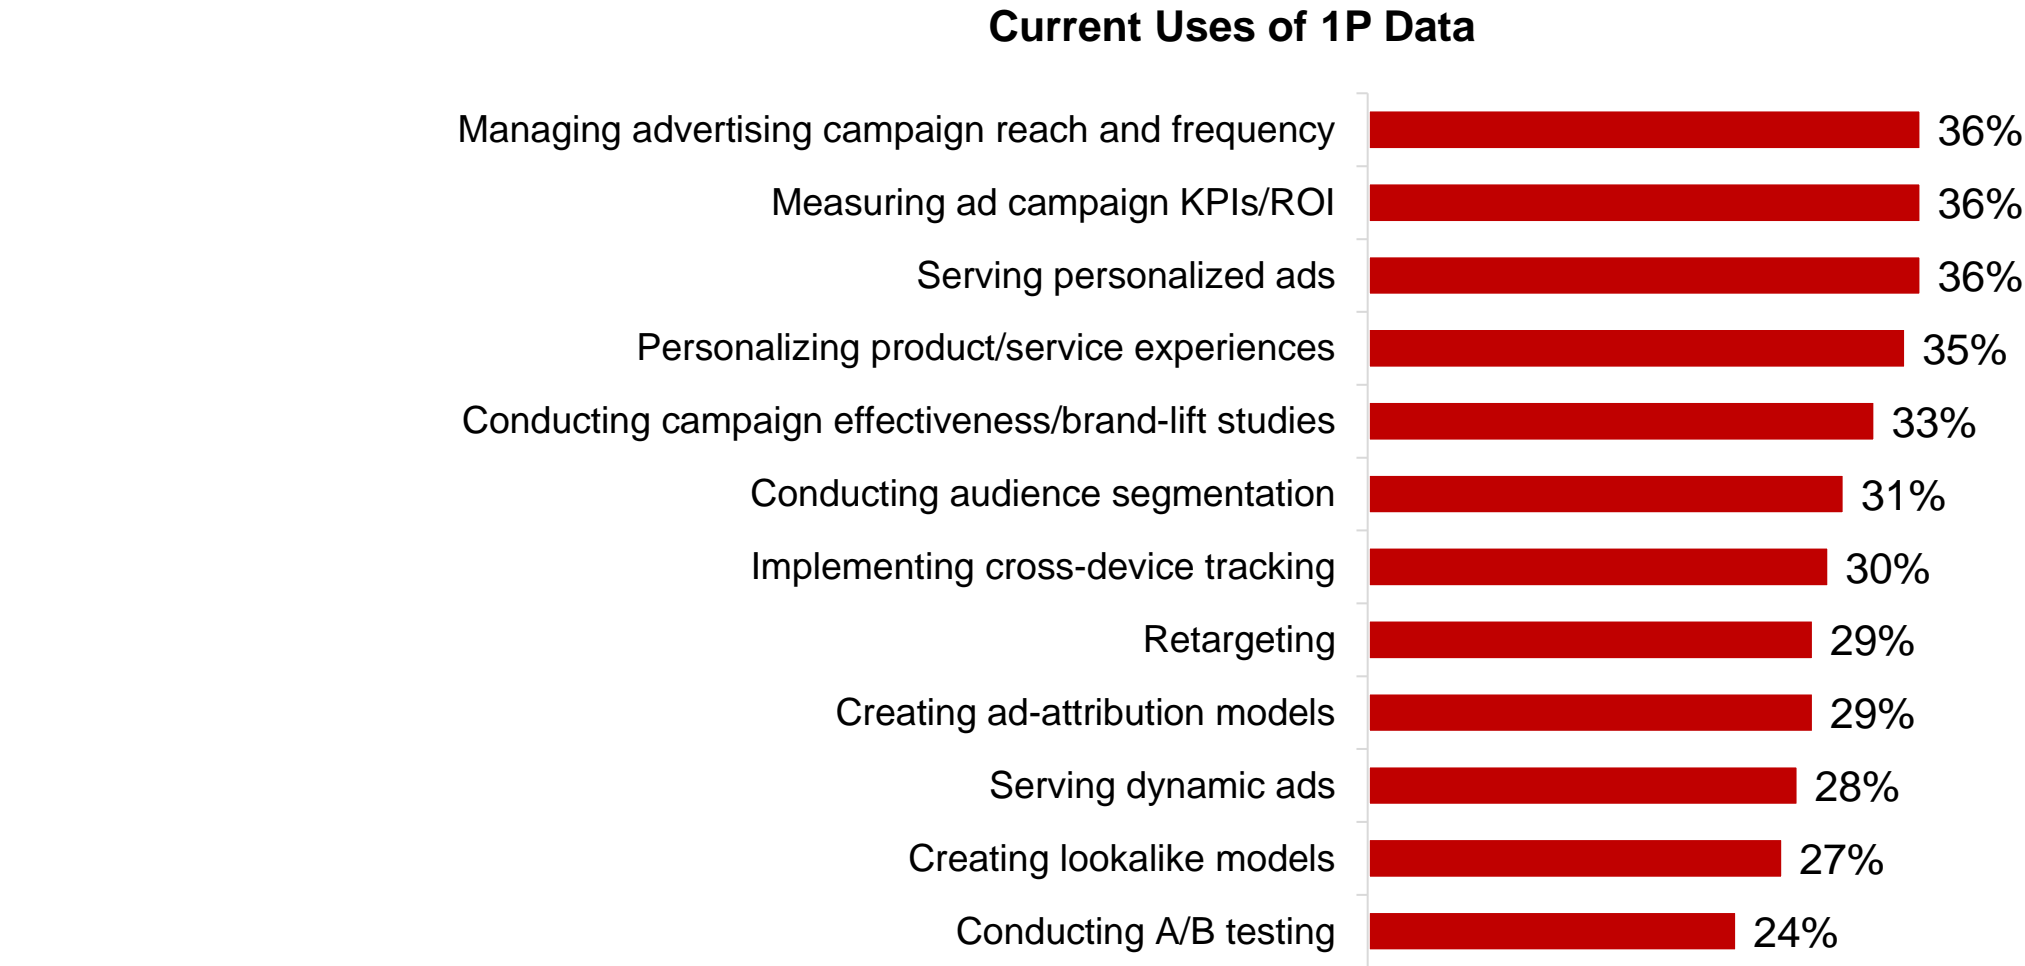 Current Uses of 1P Data
Managing advertising campaign reach and frequency 36%
Measuring ad campaign KPIs/ROI 36%
Serving personalized ads 36%
Personalizing product/service experiences 35%
Conducting campaign effectiveness/brand-lift studies 33%
Conducting audience segmentation 31%
Implementing cross-device tracking 30%
Retargeting 29%
Creating ad-attribution models 29%
Serving dynamic ads 28%
Creating lookalike models 27%
Conducting A/B testing 24%